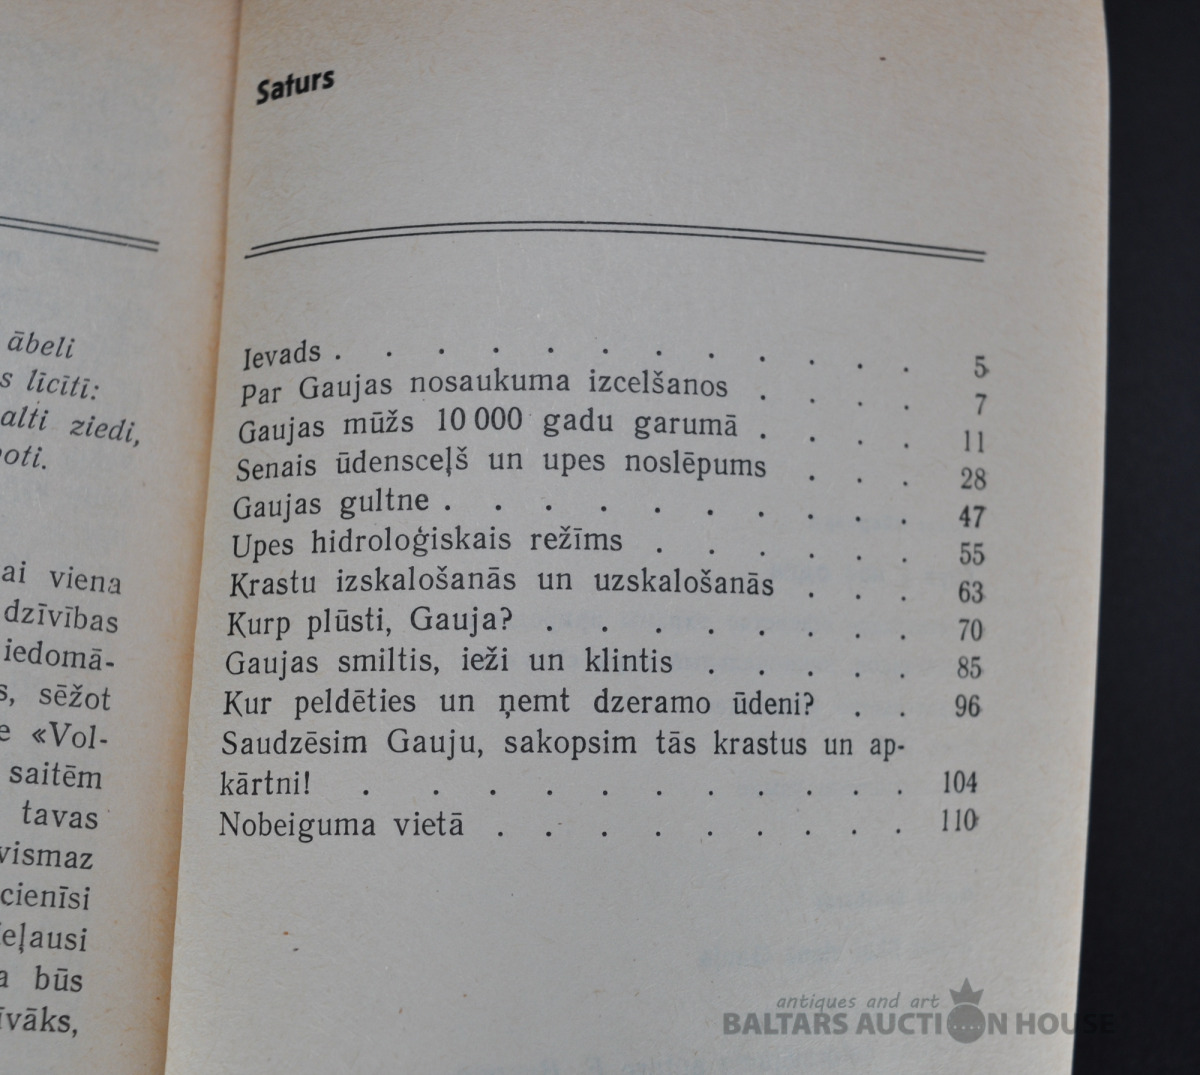 ābeli
līcītī:
ziedi,
ai viena
dzīvības
iedomā-
sēžot
«Vol-
saitēm
tavas
vismaz
cienīsi
būs
Saturs
Ievads . . . . . . . . . . . 5
Par Gaujas nosaukuma izcelšanos . . . . 7
Gaujas mūžs 10 000 gadu garumā . . . . 11
Senais ūdensceļš un upes noslēpums . . . 28
Gaujas gultne . . . . . . . . . 47
Upes hidroloģiskais režīms . . . . . . 55
Krastu izskalošanās un uzskalošanās . . . 63
Kurp plūsti, Gauja? . . . . . . . 70
Gaujas smiltis, ieži un klintis . . . . . 85
Kur peldēties un ņemt dzeramo ūdeni? . . 96
Saudzēsim Gauju, sakopsim tās krastus un ap-
kārtni! . . . . . . . . . . 104
Nobeiguma vietā . . . . . . . . 110
antiques and art
BALTARS AUCTION HOUSE